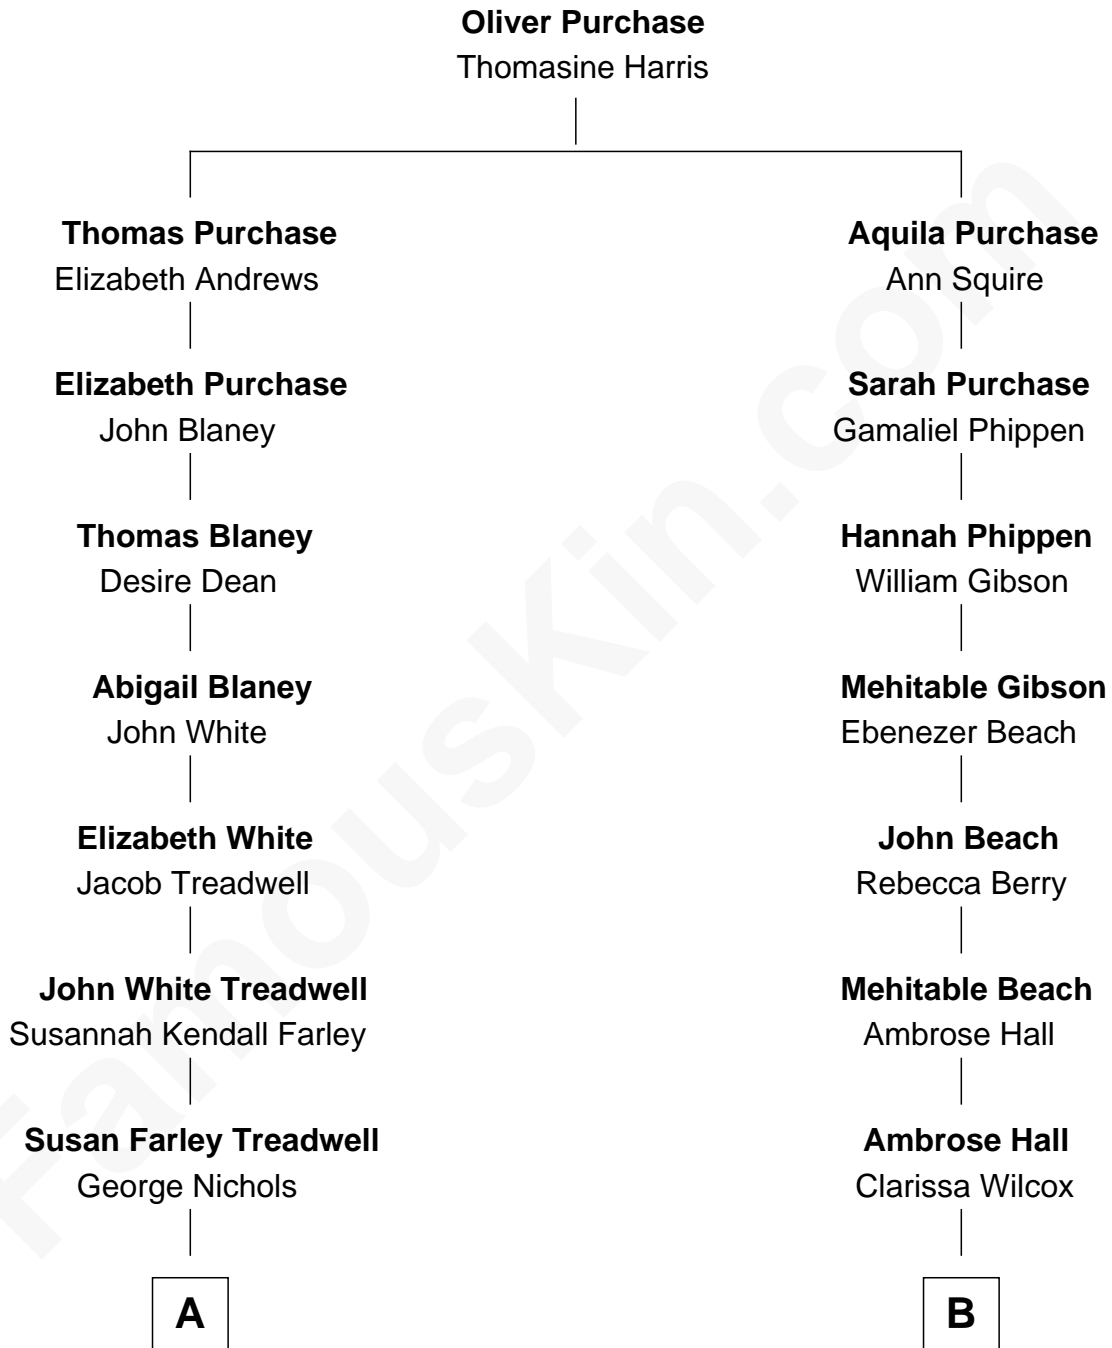 Oliver Purchase
Thomasine Harris
Thomas Purchase
Elizabeth Andrews
Aquila Purchase
Ann Squire
Elizabeth Purchase
John Blaney
Sarah Purchase
Gamaliel Phippen
Thomas Blaney
Desire Dean
Hannah Phippen
William Gibson
Abigail Blaney
John White
Mehitable Gibson
Ebenezer Beach
Elizabeth White
Jacob Treadwell
John Beach
Rebecca Berry
John White Treadwell
Susannah Kendall Farley
Mehitable Beach
Ambrose Hall
Susan Farley Treadwell
George Nichols
Ambrose Hall
Clarissa Wilcox
A
B
FamousKin.com